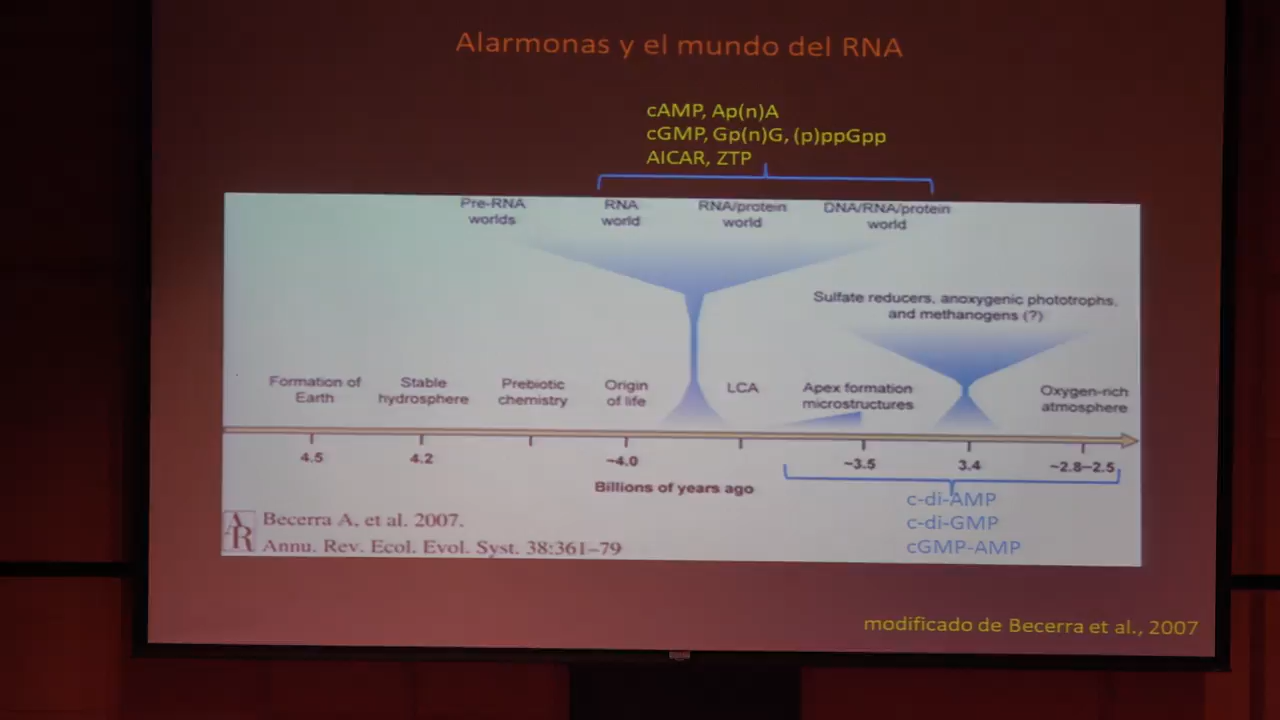 Alarmonas y el mundo del RNA
cAMP, Ap(n)A
cGMP, Gp(n)G, (p)ppGpp
AICAR, ZTP
Pre-RNA
worlds
RNA
world
RNA/protein
world
DNA/RNA/protein
world
Sulfate reducers, anoxygenic phototrophs,
and methanogens (?)
Formation of
Earth
Stable
hydrosphere
Prebiotic
chemistry
Origin
of life
LCA
Apex formation
microstructures
Oxygen-rich
atmosphere
4.5
4.2
~4.0
~3.5
3.4
~2.8–2.5
Billions of years ago
c-di-AMP
c-di-GMP
cGMP-AMP
AR
Becerra A, et al. 2007.
Annu. Rev. Ecol. Evol. Syst. 38:361–79
modificado de Becerra et al., 2007